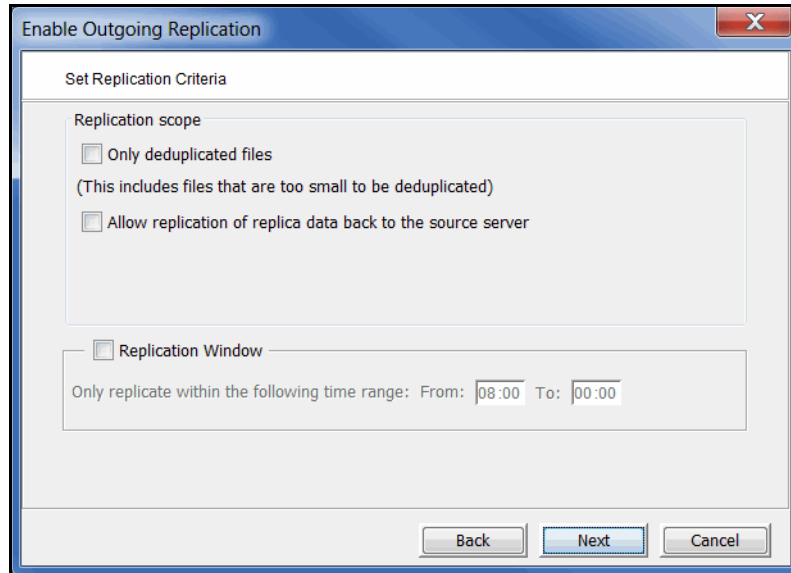 Enable Outgoing Replication
X
Set Replication Criteria
Replication scope
Only deduplicated files
(This includes files that are too small to be deduplicated)
Allow replication of replica data back to the source server
Replication Window
Only replicate within the following time range: From: 08:00 To: 00:00
Back Next Cancel